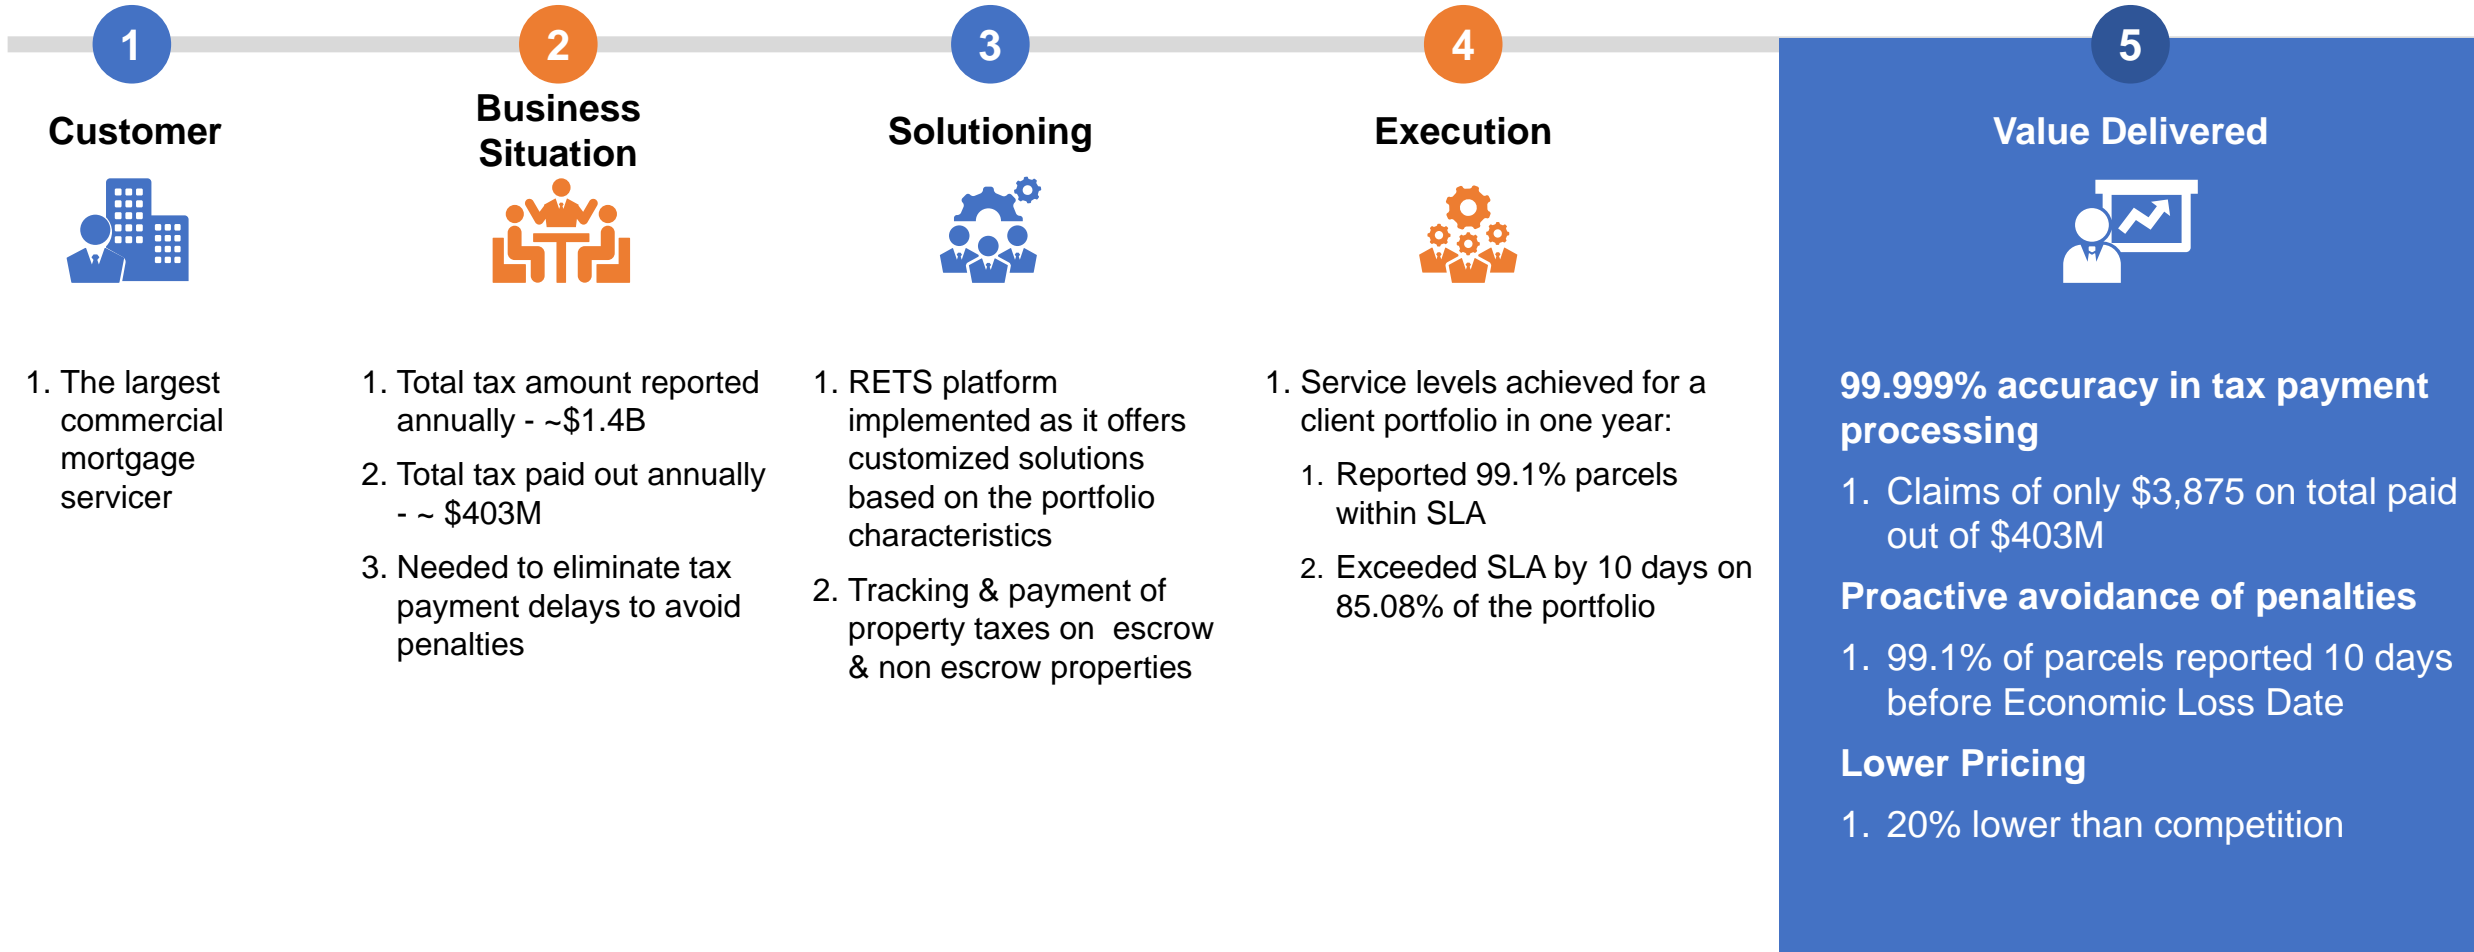 1
Customer
1. The largest
commercial
mortgage
servicer
2
Business
Situation
1. Total tax amount reported
annually - ~$1.4B
2. Total tax paid out annually
- ~ $403M
3. Needed to eliminate tax
payment delays to avoid
penalties
3
Solutioning
1. RETS platform
implemented as it offers
customized solutions
based on the portfolio
characteristics
2. Tracking & payment of
property taxes on  escrow
& non escrow properties
4
Execution
1. Service levels achieved for a
client portfolio in one year:
1. Reported 99.1% parcels
within SLA
2. Exceeded SLA by 10 days on
85.08% of the portfolio
5
Value Delivered
99.999% accuracy in tax payment
processing
1. Claims of only $3,875 on total paid
out of $403M
Proactive avoidance of penalties
1. 99.1% of parcels reported 10 days
before Economic Loss Date
Lower Pricing
1. 20% lower than competition